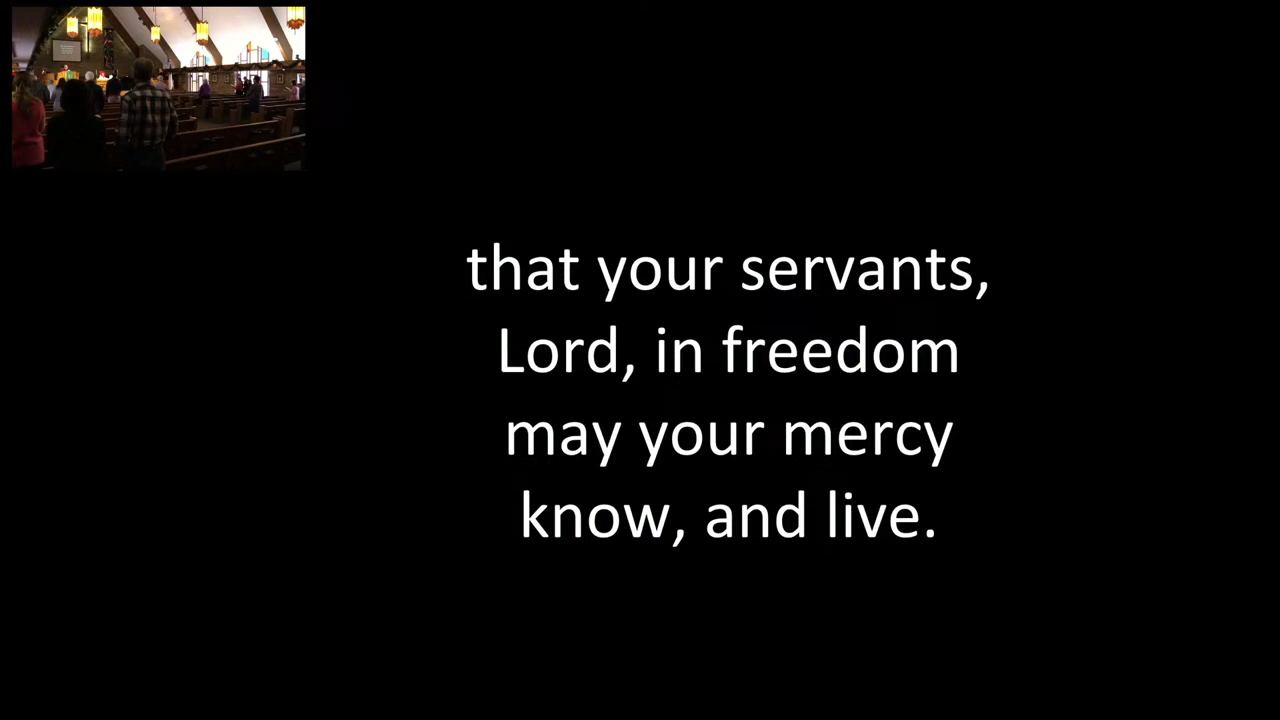 that your servants,
Lord, in freedom
may your mercy
know, and live.